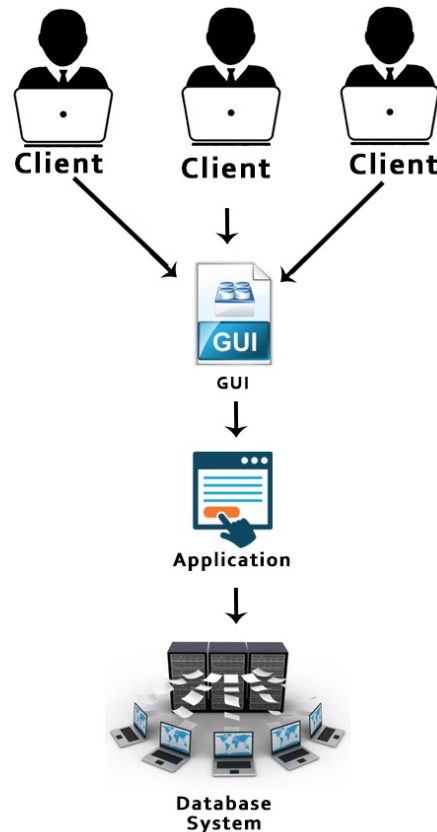 Client
Client
Client
GUI
GUI
Application
Database
System